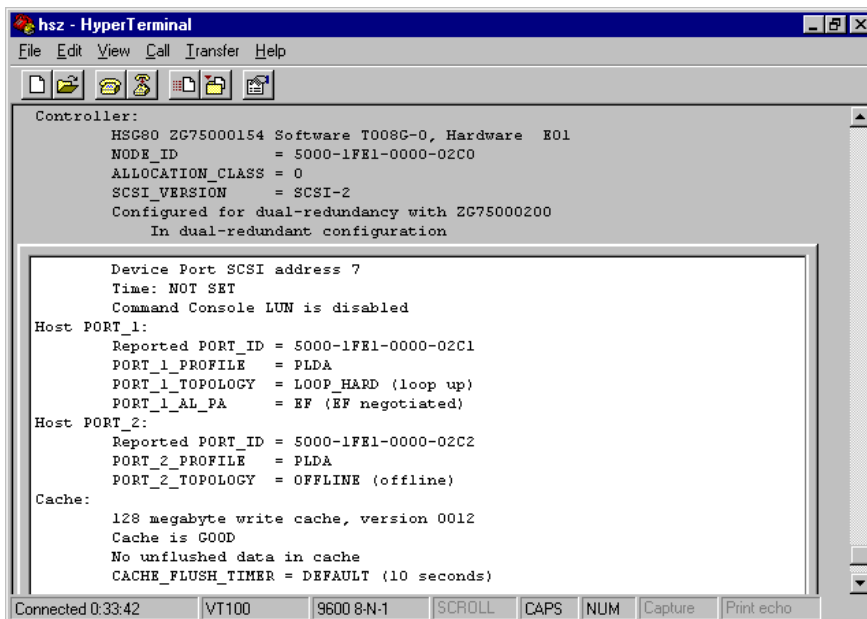 hsz - HyperTerminal
File Edit View Call Transfer Help
Controller:
HSG80 ZG75000154 Software T008G-0, Hardware E01
NODE_ID = 5000-1FE1-0000-02C0
ALLOCATION_CLASS = 0
SCSI_VERSION = SCSI-2
Configured for dual-redundancy with ZG75000200
In dual-redundant configuration
Device Port SCSI address 7
Time: NOT SET
Command Console LUN is disabled
Host PORT_1:
Reported PORT_ID = 5000-1FE1-0000-02C1
PORT_1_PROFILE = PLDA
PORT_1_TOPOLOGY = LOOP_HARD (loop up)
PORT_1_AL_PA = EF (EF negotiated)
Host PORT_2:
Reported PORT_ID = 5000-1FE1-0000-02C2
PORT_2_PROFILE = PLDA
PORT_2_TOPOLOGY = OFFLINE (offline)
Cache:
128 megabyte write cache, version 0012
Cache is GOOD
No unflushed data in cache
CACHE_FLUSH_TIMER = DEFAULT (10 seconds)
Connected 0:33:42 VT100 9600 8-N-1 SCROLL CAPS NUM Capture Print echo